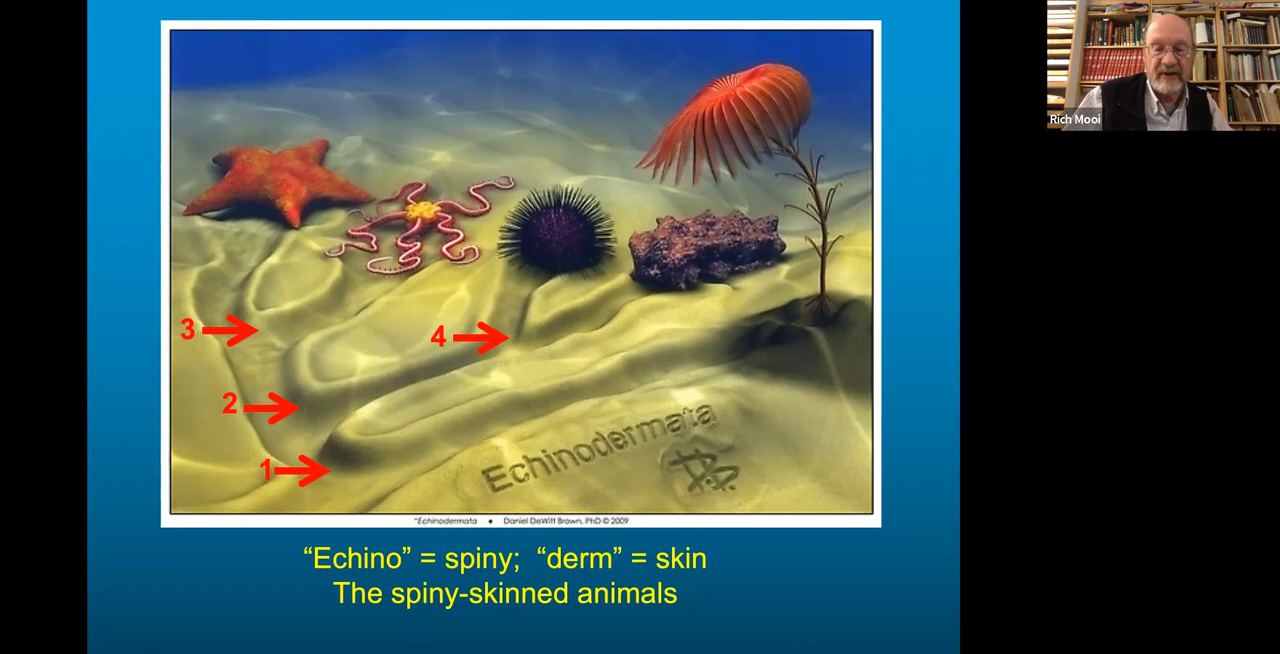 Rich Mooi
3
4
2
1
Echinodermata
"Echinodermata • Daniel DeWitt Brown, PhD © 2009
“Echino” = spiny; “derm” = skin
The spiny-skinned animals